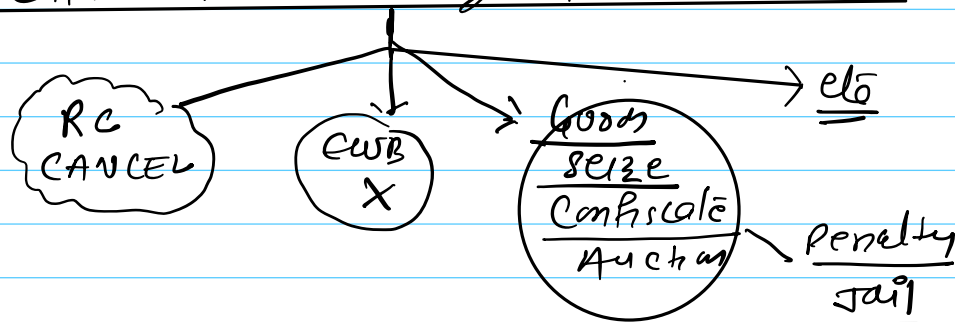 RC
CANCEL
EWB
X
Goods
Seize
Confiscate
Auction
etc
Penalty
Jail